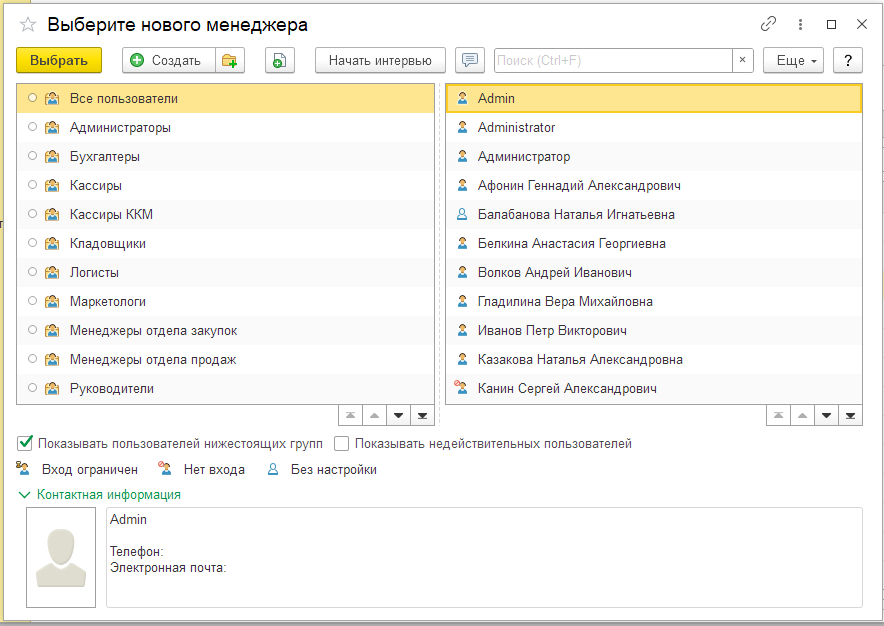 Выберите нового менеджера
Выбрать Создать Начать интервью Поиск (Ctrl+F) × Еще ?
Все пользователи
Администраторы
Бухгалтеры
Кассиры
Кассиры ККМ
Кладовщики
Логисты
Маркетологи
Менеджеры отдела закупок
Менеджеры отдела продаж
Руководители
Admin
Administrator
Администратор
Афонин Геннадий Александрович
Балабанова Наталья Игнатьевна
Белкина Анастасия Георгиевна
Волков Андрей Иванович
Гладилина Вера Михайловна
Иванов Петр Викторович
Казакова Наталья Александровна
Канин Сергей Александрович
Показывать пользователей нижестоящих групп Показывать недействительных пользователей
Вход ограничен Нет входа Без настройки
Контактная информация
Admin
Телефон:
Электронная почта: